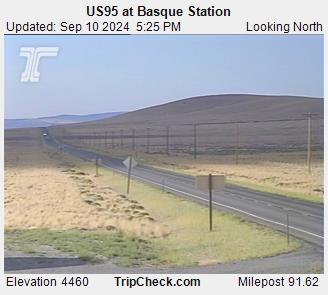 US95 at Basque Station
Updated: Sep 10 2024 5:25 PM Looking North
Elevation 4460 TripCheck.com Milepost 91.62